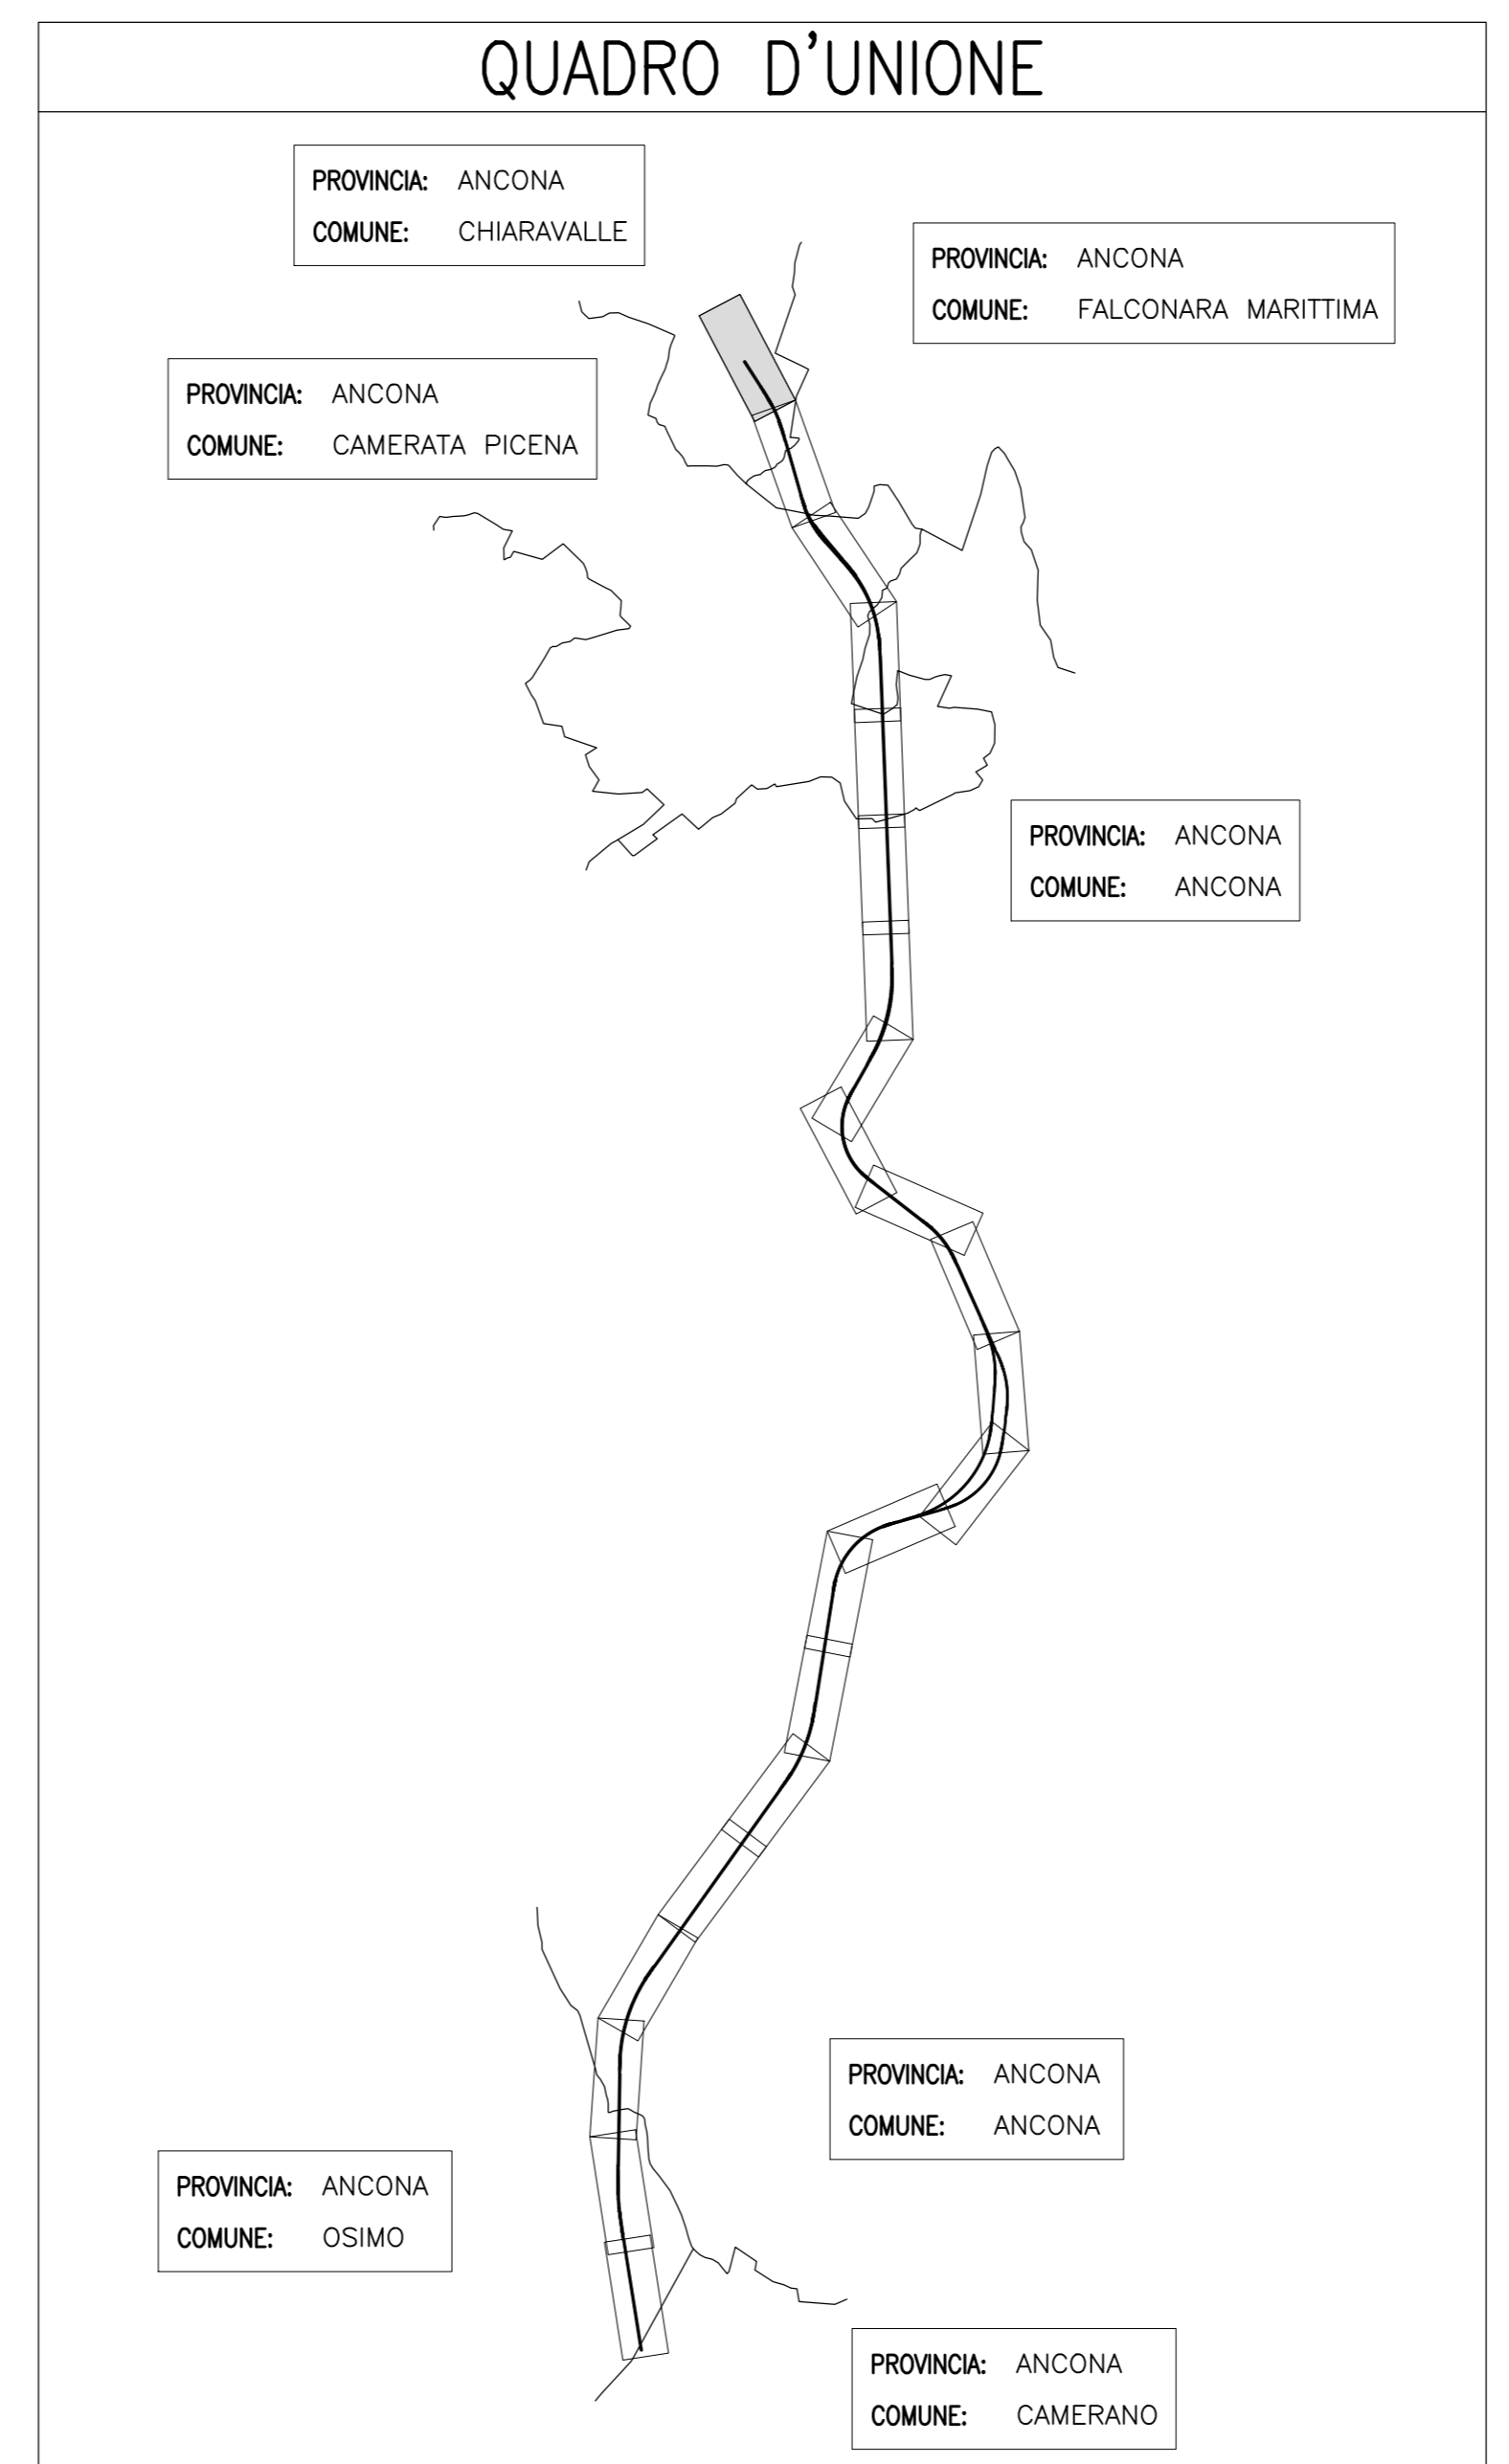 QUADRO D'UNIONE
PROVINCIA: ANCONA
COMUNE: CHIARAVALLE
PROVINCIA: ANCONA
COMUNE: FALCONARA MARITTIMA
PROVINCIA: ANCONA
COMUNE: CAMERATA PICENA
PROVINCIA: ANCONA
COMUNE: ANCONA
PROVINCIA: ANCONA
COMUNE: ANCONA
PROVINCIA: ANCONA
COMUNE: OSIMO
PROVINCIA: ANCONA
COMUNE: CAMERANO